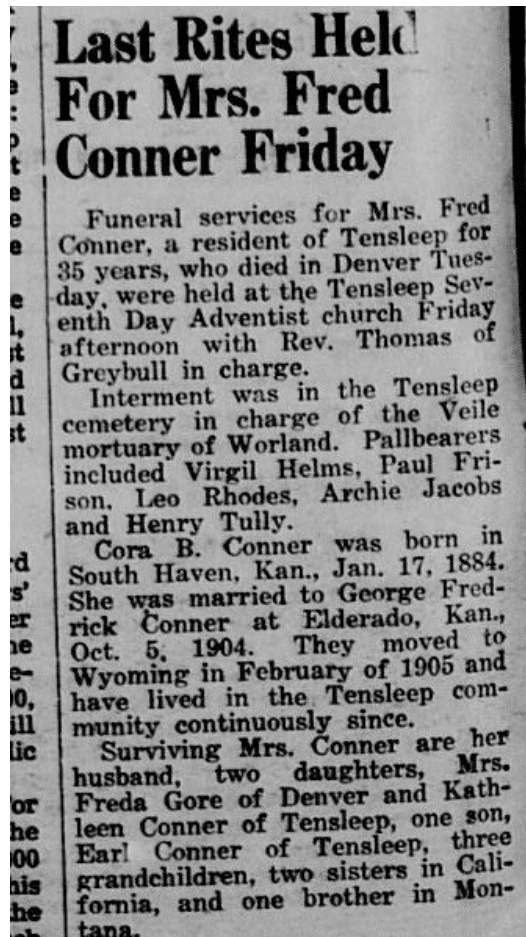 Last Rites Held
For Mrs. Fred
Conner Friday
Funeral services for Mrs. Fred
Conner, a resident of Tensleep for
35 years, who died in Denver Tues-
day, were held at the Tensleep Sev-
enth Day Adventist church Friday
afternoon with Rev. Thomas of
Greybull in charge.
Interment was in the Tensleep
cemetery in charge of the Veile
mortuary of Worland. Pallbearers
included Virgil Helms, Paul Fri-
son, Leo Rhodes, Archie Jacobs
and Henry Tully.
Cora B. Conner was born in
South Haven, Kan., Jan. 17, 1884.
She was married to George Fred-
rick Conner at Elderado, Kan.,
Oct. 5, 1904. They moved to
Wyoming in February of 1905 and
have lived in the Tensleep com-
munity continuously since.
Surviving Mrs. Conner are her
husband, two daughters, Mrs.
Freda Gore of Denver and Kath-
leen Conner of Tensleep, one son,
Earl Conner of Tensleep, three
grandchildren, two sisters in Cali-
fornia, and one brother in Mon-
tana.